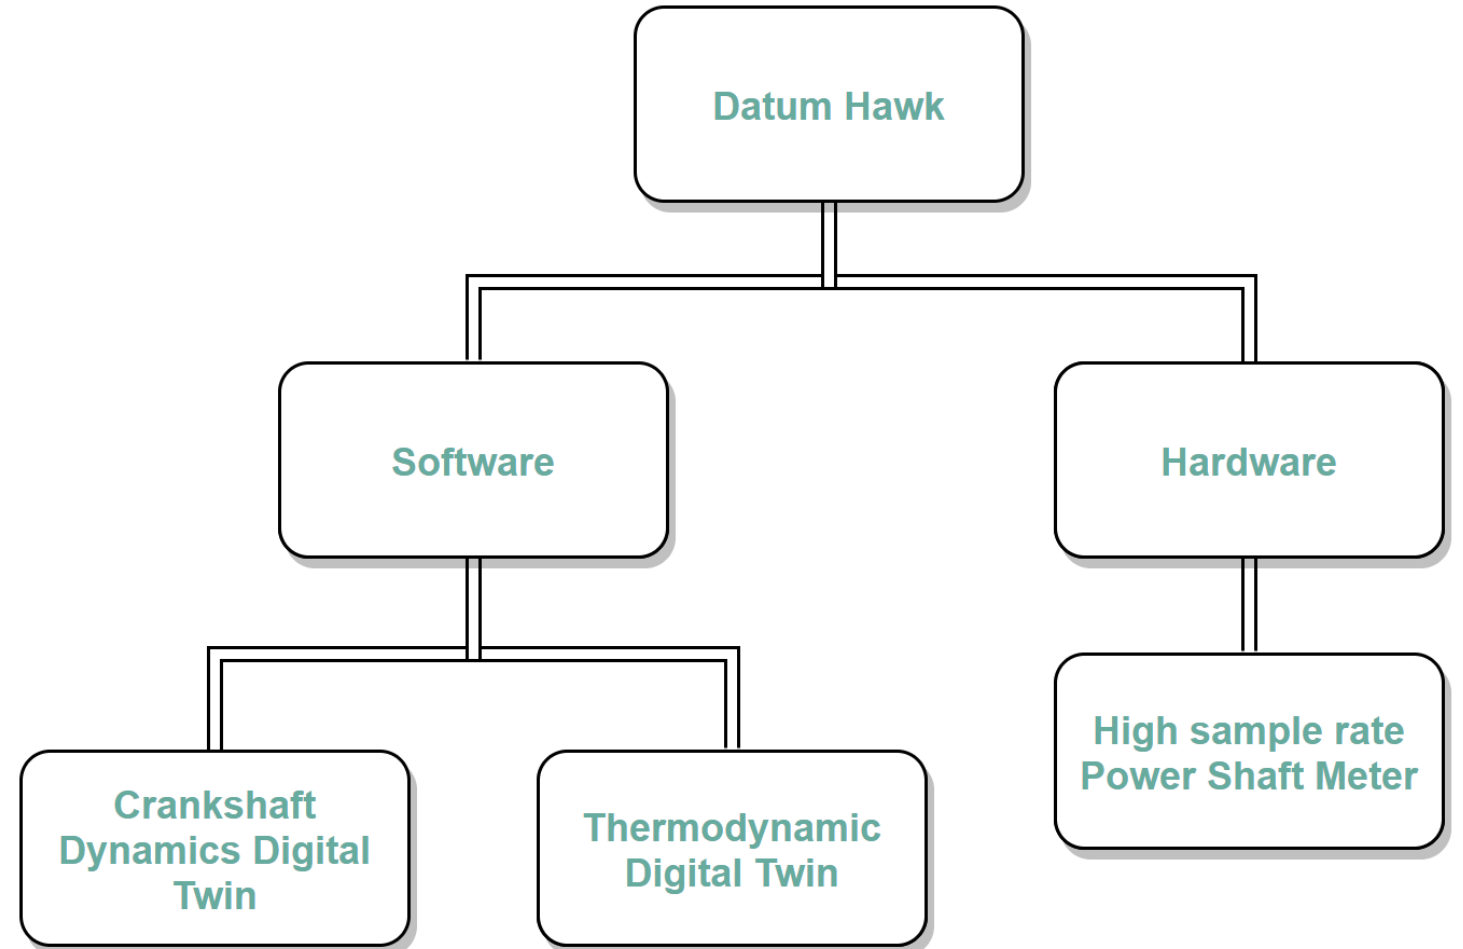 Datum Hawk
Software
Hardware
High sample rate
Power Shaft Meter
Crankshaft
Dynamics Digital
Twin
Thermodynamic
Digital Twin